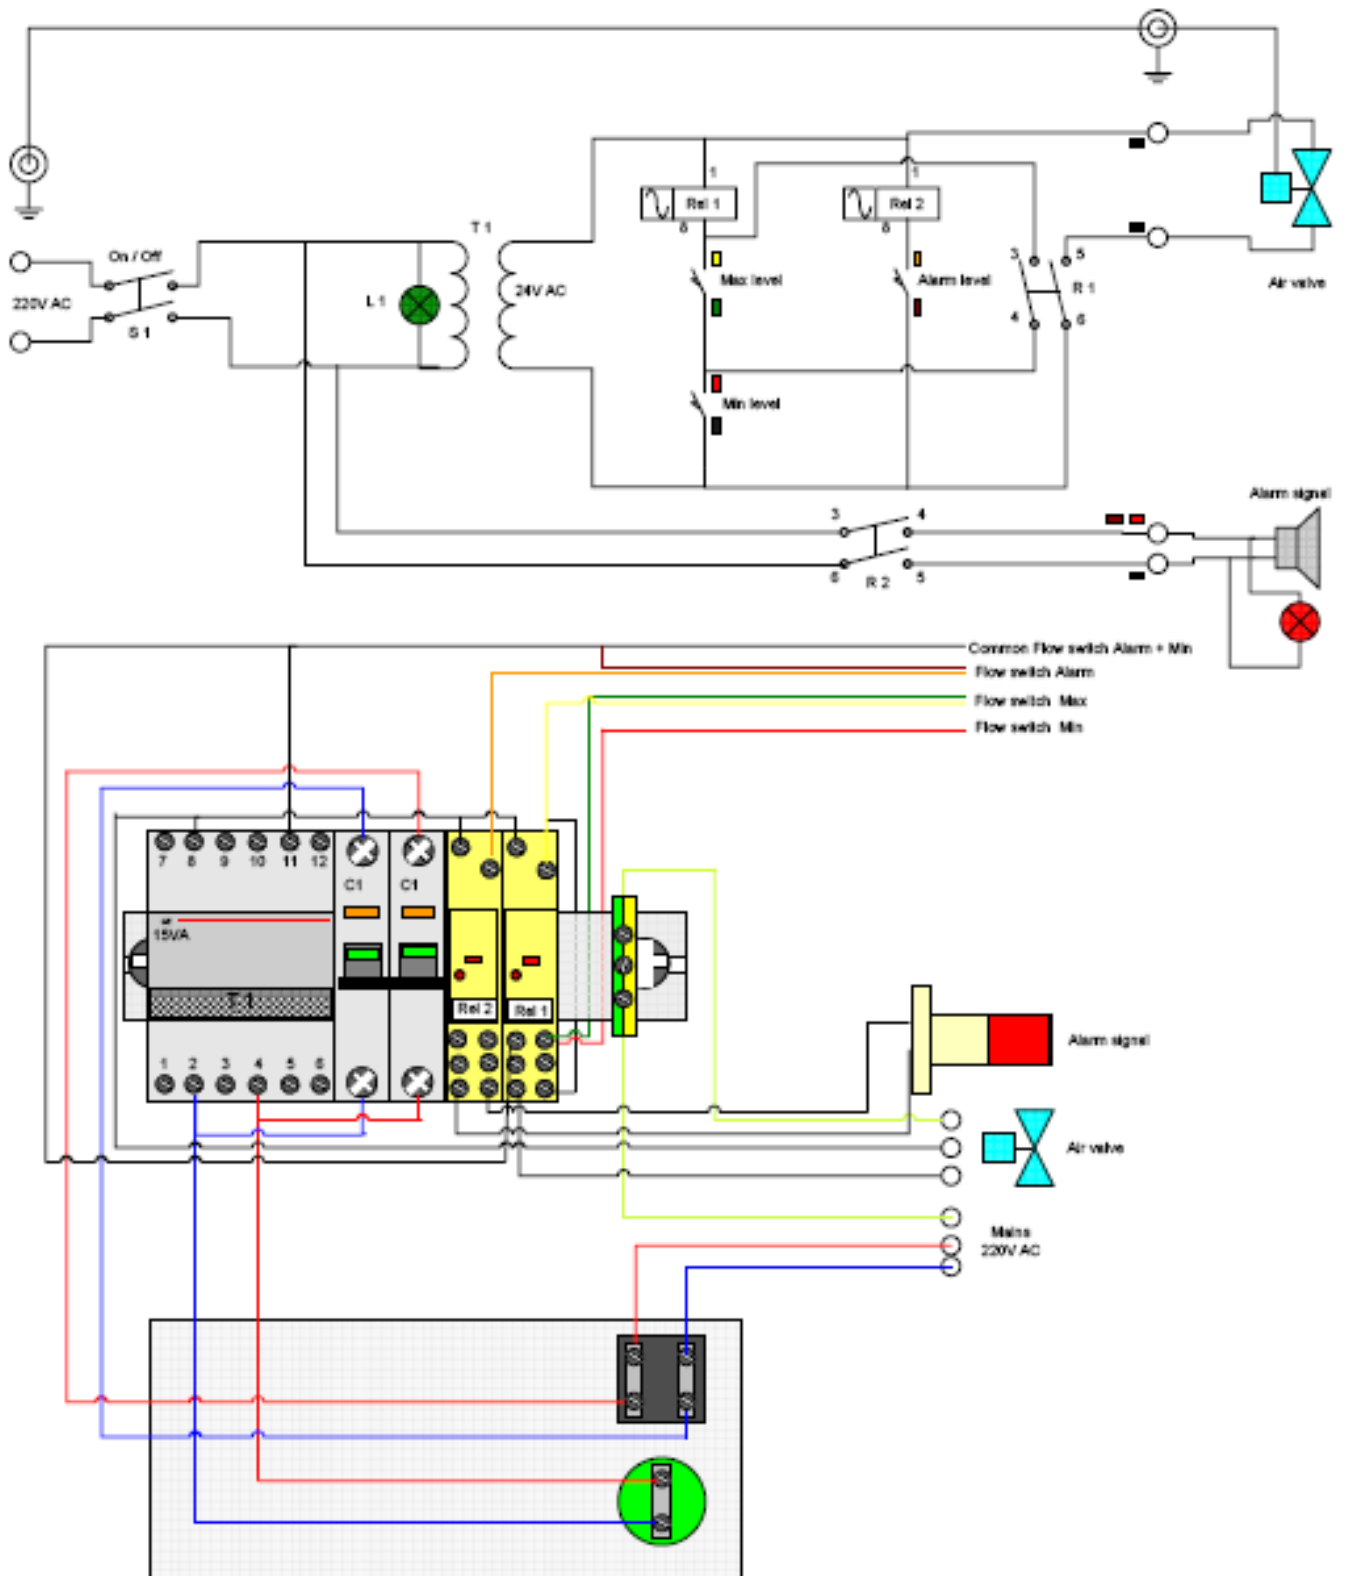 T 1
1
1
Rel 1
Rel 2
8
8
On / Off
3
5
220V AC
L 1
24V AC
Max level
Alarm level
R 1
Air valve
S 1
4
6
Min level
Alarm signal
3
4
6
5
R 2
Common Flow switch Alarm + Min
Flow switch Alarm
Flow switch Max
Flow switch Min
7 8 9 10 11 12
C1 C1
15VA
T 1
Rel 2
Rel 1
Alarm signal
1 2 3 4 5 6
Air valve
Mains
220V AC